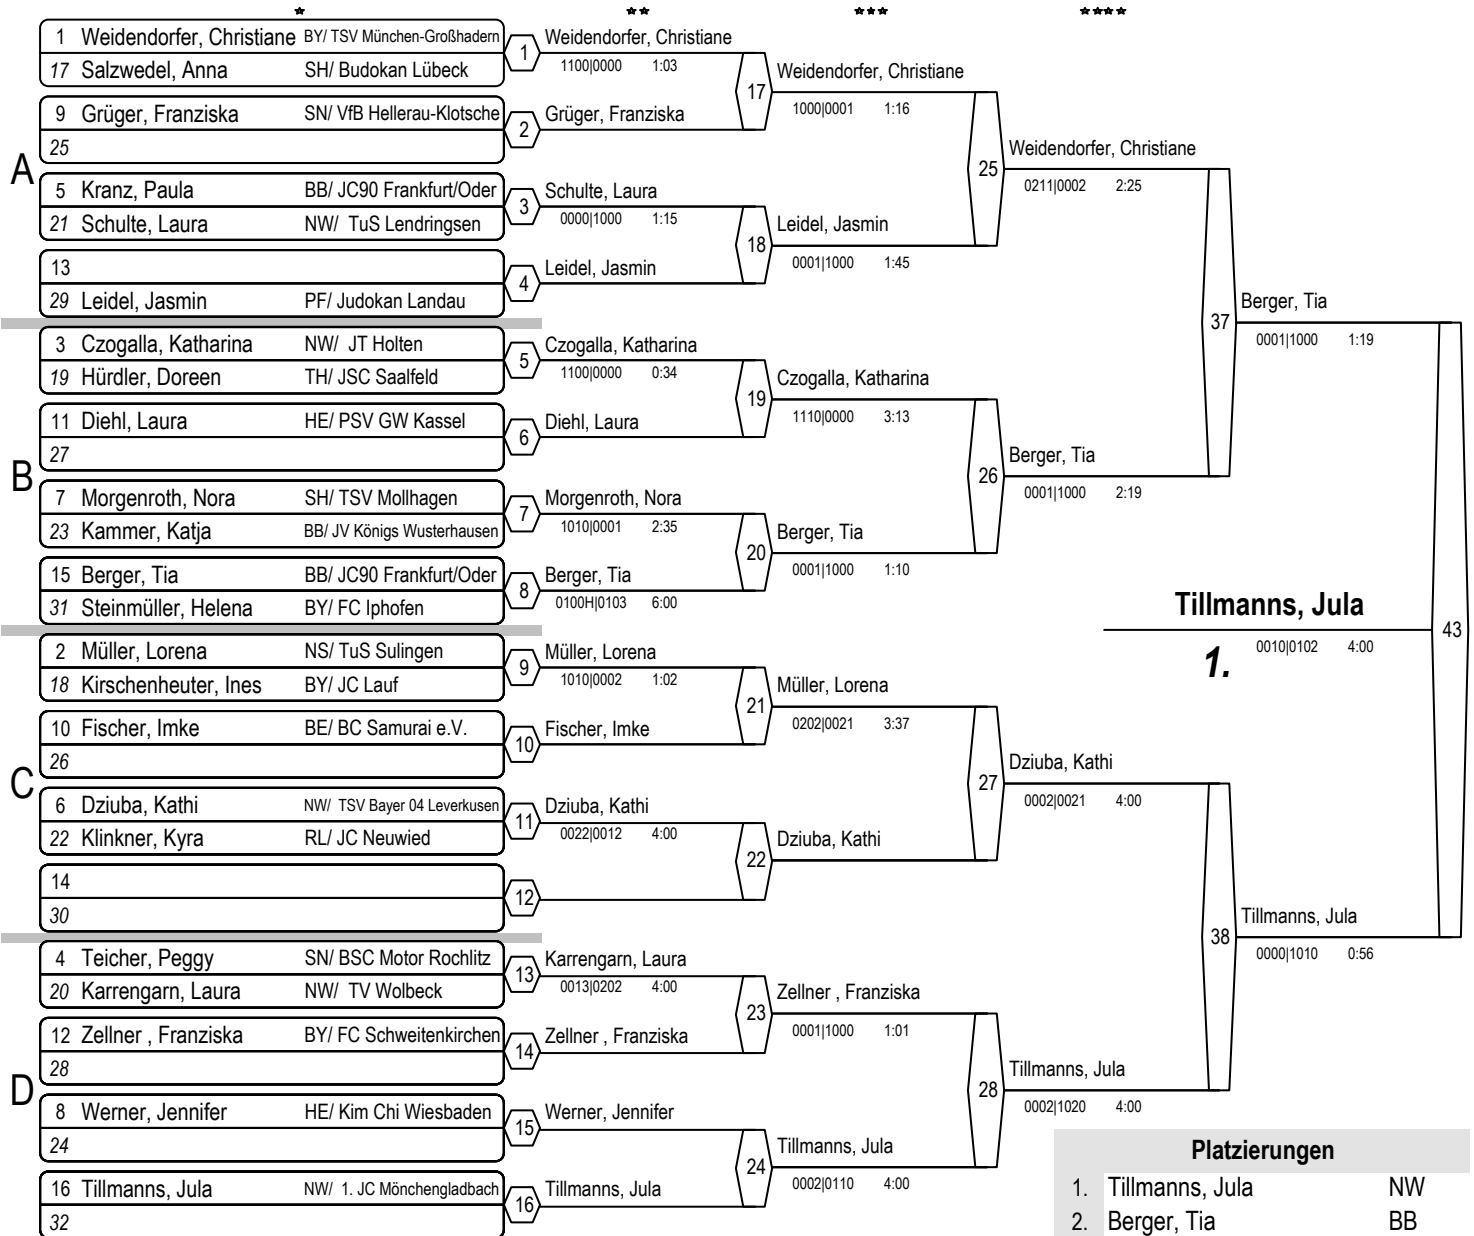 * ** *** ****
A
1 Weidendorfer, Christiane BY/ TSV München-Großhadern
17 Salzwedel, Anna SH/ Budokan Lübeck
9 Grüger, Franziska SN/ VfB Hellerau-Klotsche
25
5 Kranz, Paula BB/ JC90 Frankfurt/Oder
21 Schulte, Laura NW/ TuS Lendringsen
13
29 Leidel, Jasmin PF/ Judokan Landau
B
3 Czogalla, Katharina NW/ JT Holten
19 Hürdler, Doreen TH/ JSC Saalfeld
11 Diehl, Laura HE/ PSV GW Kassel
27
7 Morgenroth, Nora SH/ TSV Mollhagen
23 Kammer, Katja BB/ JV Königs Wusterhausen
15 Berger, Tia BB/ JC90 Frankfurt/Oder
31 Steinmüller, Helena BY/ FC Iphofen
C
2 Müller, Lorena NS/ TuS Sulingen
18 Kirschenheuter, Ines BY/ JC Lauf
10 Fischer, Imke BE/ BC Samurai e.V.
26
6 Dziuba, Kathi NW/ TSV Bayer 04 Leverkusen
22 Klinkner, Kyra RL/ JC Neuwied
14
30
D
4 Teicher, Peggy SN/ BSC Motor Rochlitz
20 Karrengarn, Laura NW/ TV Wolbeck
12 Zellner , Franziska BY/ FC Schweitenkirchen
28
8 Werner, Jennifer HE/ Kim Chi Wiesbaden
24
16 Tillmanns, Jula NW/ 1. JC Mönchengladbach
32
1 Weidendorfer, Christiane
1100|0000 1:03
2 Grüger, Franziska
3 Schulte, Laura
0000|1000 1:15
4 Leidel, Jasmin
5 Czogalla, Katharina
1100|0000 0:34
6 Diehl, Laura
7 Morgenroth, Nora
1010|0001 2:35
8 Berger, Tia
0100H|0103 6:00
9 Müller, Lorena
1010|0002 1:02
10 Fischer, Imke
11 Dziuba, Kathi
0022|0012 4:00
12
13 Karrengarn, Laura
0013|0202 4:00
14 Zellner , Franziska
15 Werner, Jennifer
16 Tillmanns, Jula
17 Weidendorfer, Christiane
1000|0001 1:16
18 Leidel, Jasmin
0001|1000 1:45
19 Czogalla, Katharina
1110|0000 3:13
20 Berger, Tia
0001|1000 1:10
21 Müller, Lorena
0202|0021 3:37
22 Dziuba, Kathi
23 Zellner , Franziska
0001|1000 1:01
24 Tillmanns, Jula
0002|0110 4:00
25 Weidendorfer, Christiane
0211|0002 2:25
26 Berger, Tia
0001|1000 2:19
27 Dziuba, Kathi
0002|0021 4:00
28 Tillmanns, Jula
0002|1020 4:00
37 Berger, Tia
0001|1000 1:19
38 Tillmanns, Jula
0000|1010 0:56
43
Tillmanns, Jula
1. 0010|0102 4:00
Platzierungen
1. Tillmanns, Jula NW
2. Berger, Tia BB